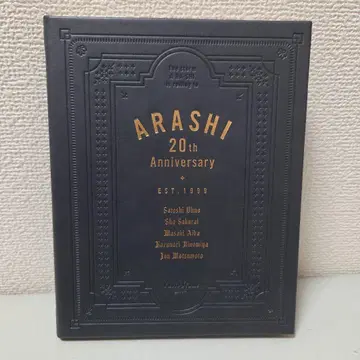 ARASHI
20th
Anniversary
EST. 1999
Satoshi Ohno
Sho Sakurai
Masaki Aiba
Kazunari Ninomiya
Jun Matsumoto